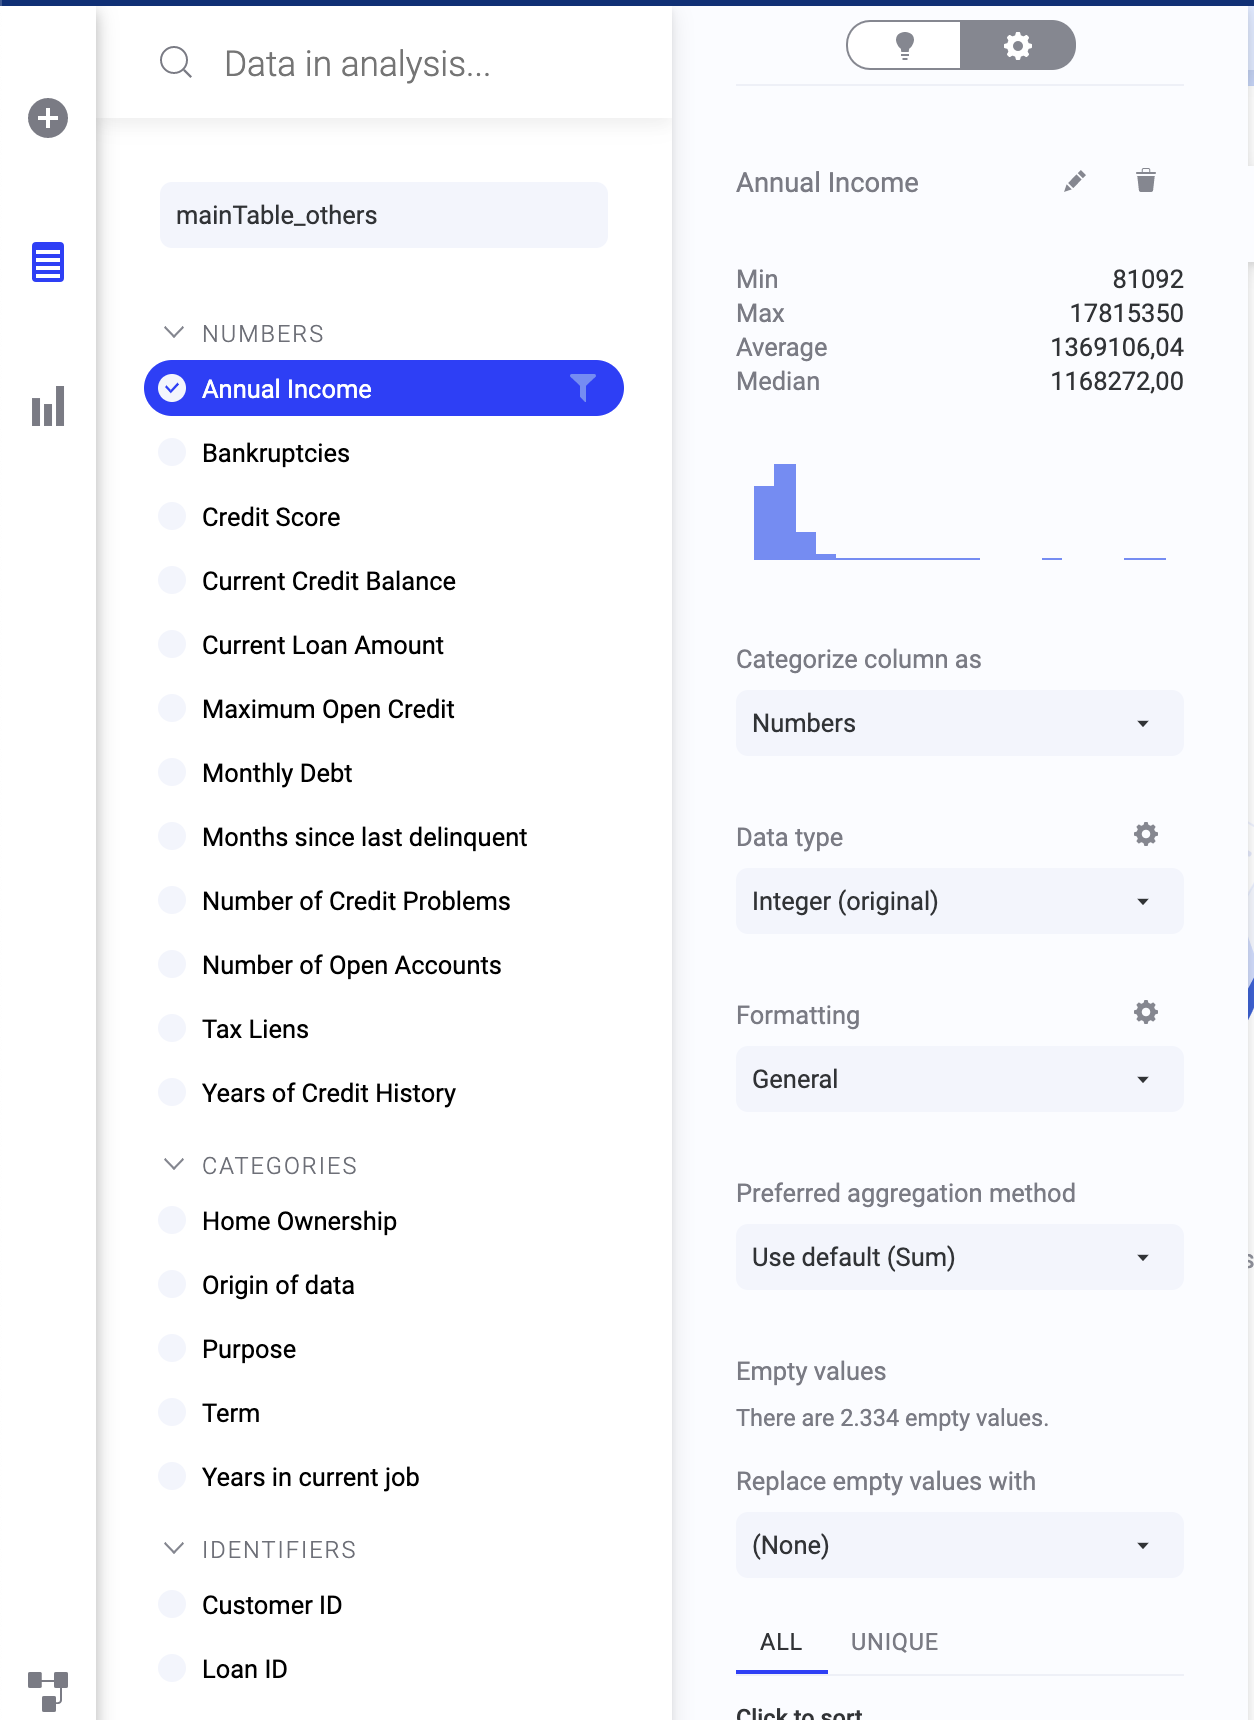 Data in analysis...
mainTable_others
NUMBERS
Annual Income
Bankruptcies
Credit Score
Current Credit Balance
Current Loan Amount
Maximum Open Credit
Monthly Debt
Months since last delinquent
Number of Credit Problems
Number of Open Accounts
Tax Liens
Years of Credit History
CATEGORIES
Home Ownership
Origin of data
Purpose
Term
Years in current job
IDENTIFIERS
Customer ID
Loan ID
Annual Income
Min 81092
Max 17815350
Average 1369106,04
Median 1168272,00
Categorize column as
Numbers
Data type
Integer (original)
Formatting
General
Preferred aggregation method
Use default (Sum)
Empty values
There are 2.334 empty values.
Replace empty values with
(None)
ALL UNIQUE
Click to sort